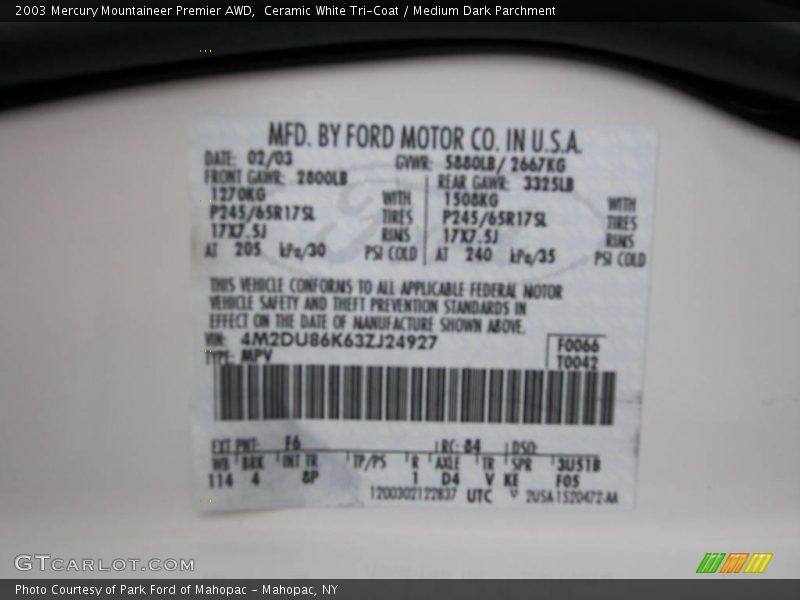 2003 Mercury Mountaineer Premier AWD,  Ceramic White Tri-Coat / Medium Dark Parchment
MFD. BY FORD MOTOR CO. IN U.S.A.
DATE: 02/03 GVWR: 5880LB/ 2667KG
FRONT GAWR: 2800LB REAR GAWR: 3325LB
1270KG WITH 1508KG WITH
P245/65R17SL TIRES P245/65R17SL TIRES
17X7.5J RIMS 17X7.5J RIMS
AT 205 kPa/30 PSI COLD AT 240 kPa/35 PSI COLD
THIS VEHICLE CONFORMS TO ALL APPLICABLE FEDERAL MOTOR
VEHICLE SAFETY AND THEFT PREVENTION STANDARDS IN
EFFECT ON THE DATE OF MANUFACTURE SHOWN ABOVE.
VIN: 4M2DU86K63ZJ24927 F0066
TYPE: MPV T0042
EXT PNT: F6 RC: 84 DSO:
WB BRK INT TR TP/PS R AXLE TR SPR 3U51B
114 4 8P 1 D4 V KE F05
1200302122837 UTC V 2U5A 1520472-AA
GTCARLOT.COM
Photo Courtesy of Park Ford of Mahopac - Mahopac, NY